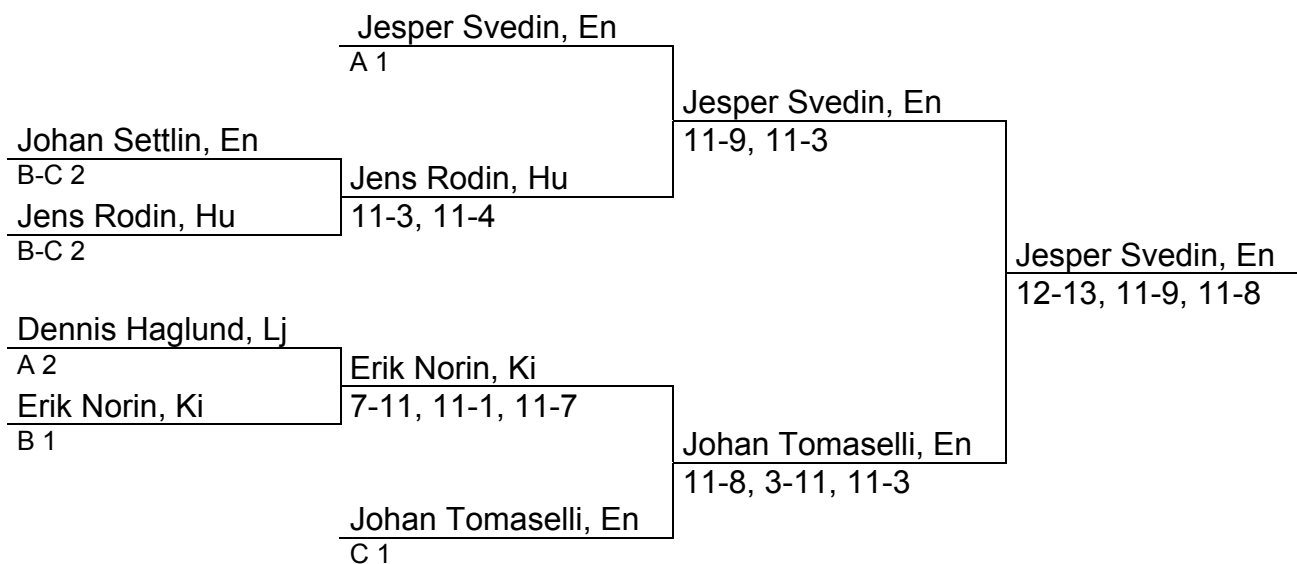 Jesper Svedin, En
A 1
Jesper Svedin, En
11-9, 11-3
Johan Settlin, En
B-C 2
Jens Rodin, Hu
11-3, 11-4
Jens Rodin, Hu
B-C 2
Jesper Svedin, En
12-13, 11-9, 11-8
Dennis Haglund, Lj
A 2
Erik Norin, Ki
7-11, 11-1, 11-7
Erik Norin, Ki
B 1
Johan Tomaselli, En
11-8, 3-11, 11-3
Johan Tomaselli, En
C 1